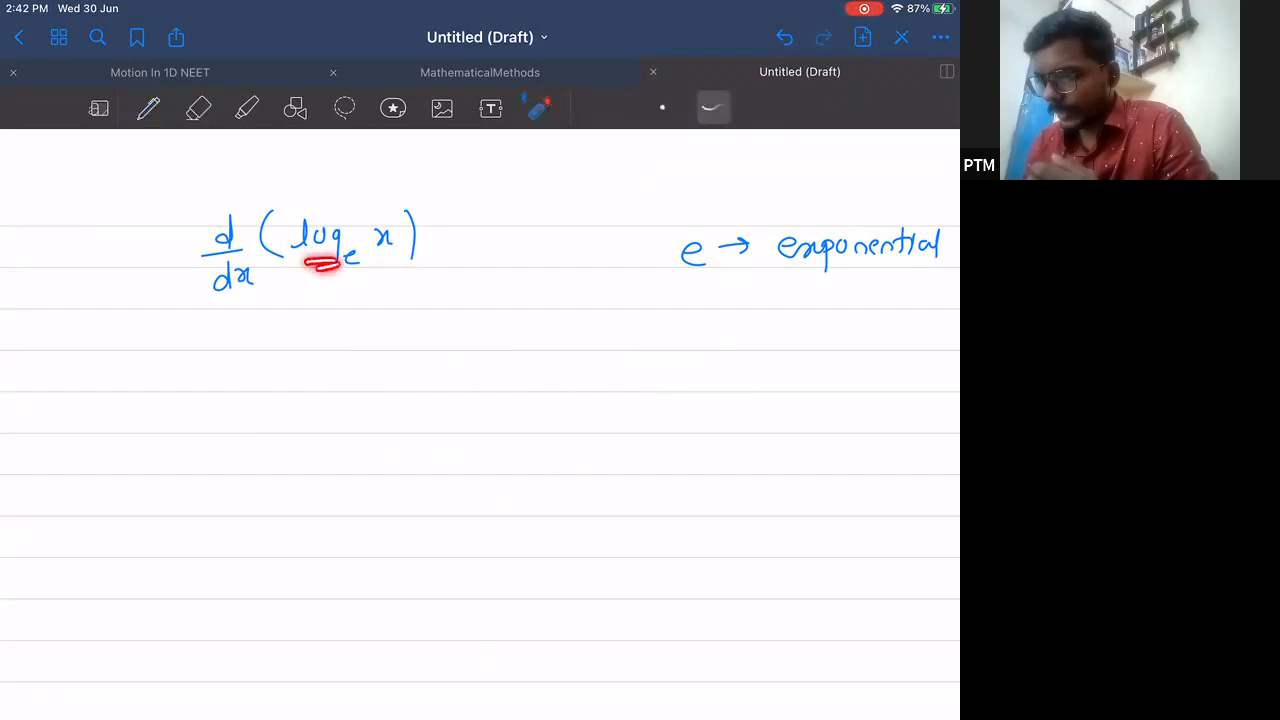 2:42 PM Wed 30 Jun 87%
Untitled (Draft)
Motion In 1D NEET MathematicalMethods Untitled (Draft)
PTM
d/dx (log_e x) e → exponential